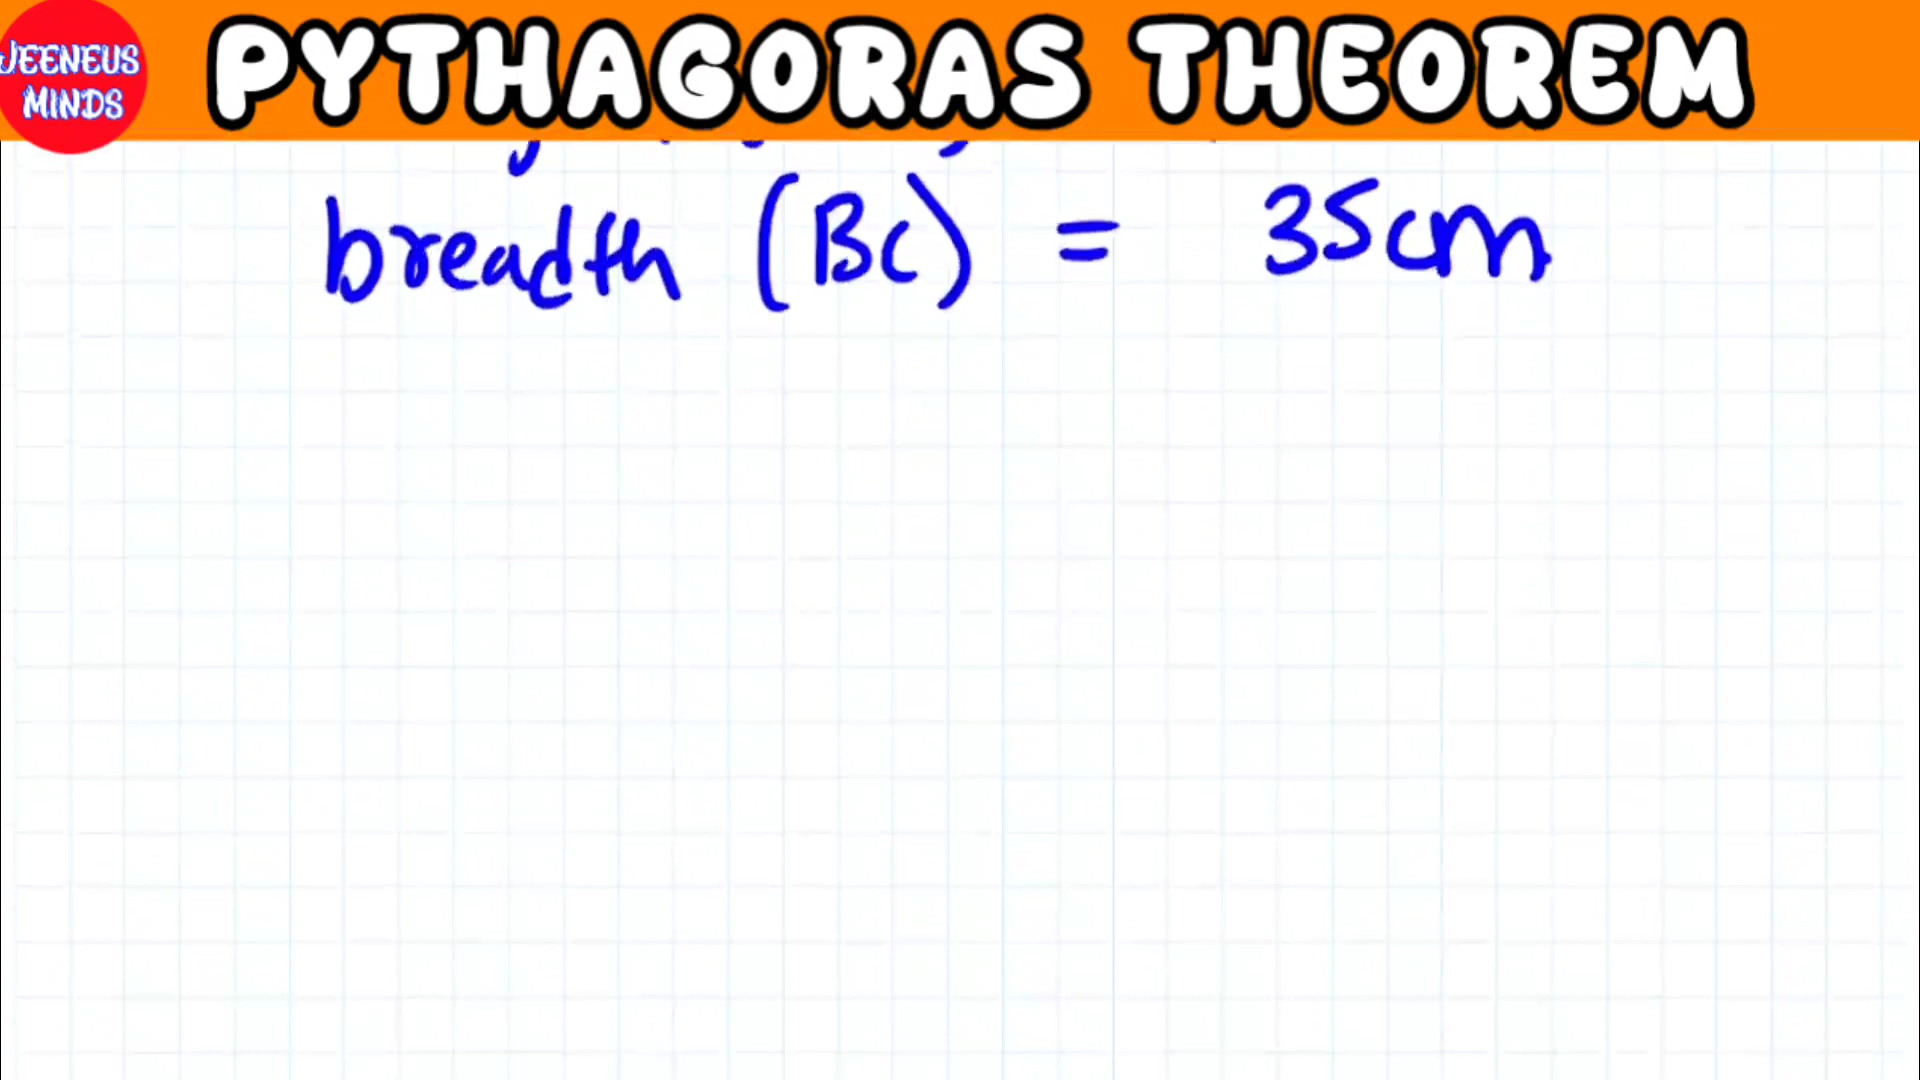 JEENEUS
MINDS
PYTHAGORAS THEOREM
breadth (BC) = 35cm